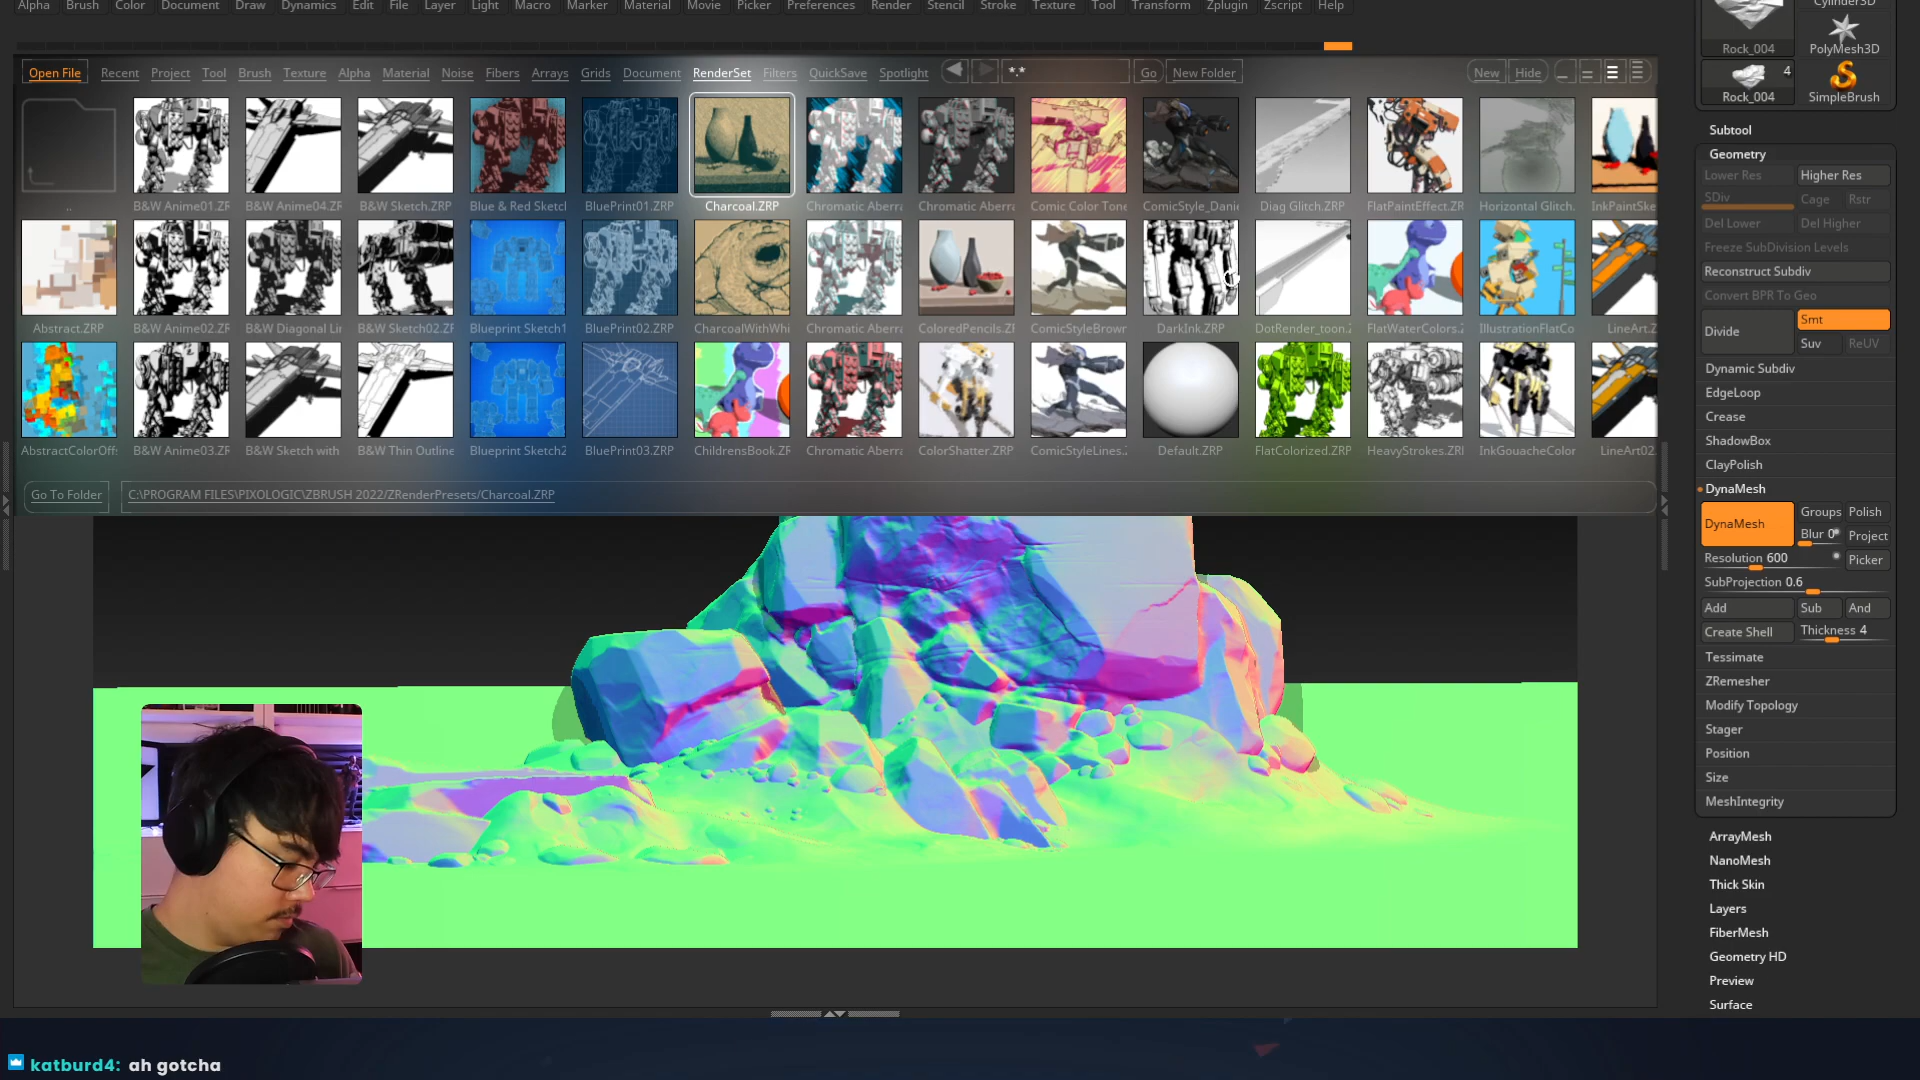 Alpha Brush Color Document Draw Dynamics Edit File Layer Light Macro Marker Material Movie Picker Preferences Render Stencil Stroke Texture Tool Transform Zplugin Zscript Help
Open File Recent Project Tool Brush Texture Alpha Material Noise Fibers Arrays Grids Document RenderSet Filters QuickSave Spotlight *.* Go New Folder New Hide
.. B&W Anime01.ZR B&W Anime04.ZR B&W Sketch.ZRP Blue & Red Sketcl BluePrint01.ZRP Charcoal.ZRP Chromatic Aberra Chromatic Aberra Comic Color Tone ComicStyle_Danie Diag Glitch.ZRP FlatPaintEffect.ZR Horizontal Glitch. InkPaintSke
Abstract.ZRP B&W Anime02.ZR B&W Diagonal Lir B&W Sketch02.ZF Blueprint Sketch1 BluePrint02.ZRP CharcoalWithWhi Chromatic Aberra ColoredPencils.ZF ComicStyleBrown DarkInk.ZRP DotRender_toon.Z FlatWaterColors.Z IllustrationFlatCo LineArt.Z
AbstractColorOff B&W Anime03.ZR B&W Sketch with B&W Thin Outline Blueprint Sketch2 BluePrint03.ZRP ChildrensBook.ZF Chromatic Aberra ColorShatter.ZRP ComicStyleLines.Z Default.ZRP FlatColorized.ZRP HeavyStrokes.ZRI InkGouacheColor LineArt02.
Go To Folder C:\PROGRAM FILES\PIXOLOGIC\ZBRUSH 2022/ZRenderPresets/Charcoal.ZRP
Cylinder3D
Rock_004 PolyMesh3D
4
Rock_004 SimpleBrush
Subtool
Geometry
Lower Res Higher Res
SDiv Cage Rstr
Del Lower Del Higher
Freeze SubDivision Levels
Reconstruct Subdiv
Convert BPR To Geo
Divide Smt
Suv ReUV
Dynamic Subdiv
EdgeLoop
Crease
ShadowBox
ClayPolish
DynaMesh
DynaMesh Groups Polish
Blur 0 Project
Resolution 600 Picker
SubProjection 0.6
Add Sub And
Create Shell Thickness 4
Tessimate
ZRemesher
Modify Topology
Stager
Position
Size
MeshIntegrity
ArrayMesh
NanoMesh
Thick Skin
Layers
FiberMesh
Geometry HD
Preview
Surface
katburd4: ah gotcha